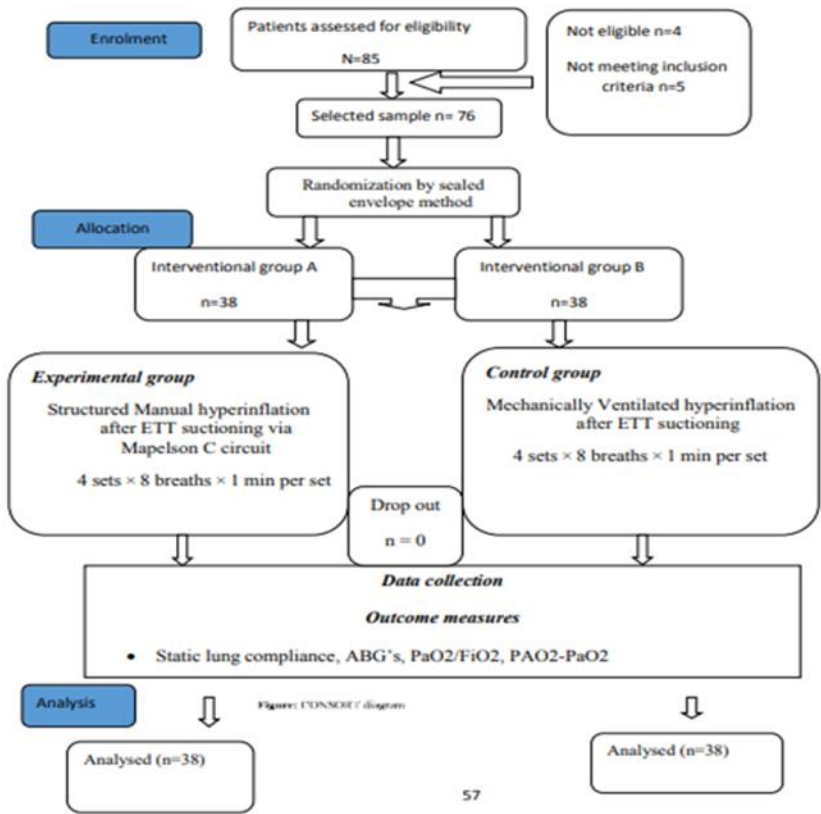 Enrolment
Patients assessed for eligibility
N=85
Not eligible n=4
Not meeting inclusion
criteria n=5
Selected sample n= 76
Randomization by sealed
envelope method
Allocation
Interventional group A
n=38
Interventional group B
n=38
Experimental group
Structured Manual hyperinflation
after ETT suctioning via
Mapelson C circuit
4 sets × 8 breaths × 1 min per set
Control group
Mechanically Ventilated hyperinflation
after ETT suctioning
4 sets × 8 breaths × 1 min per set
Drop out
n = 0
Data collection
Outcome measures
• Static lung compliance, ABG's, PaO2/FiO2, PAO2-PaO2
Analysis
Figure: CONSORT diagram
Analysed (n=38)
Analysed (n=38)
57